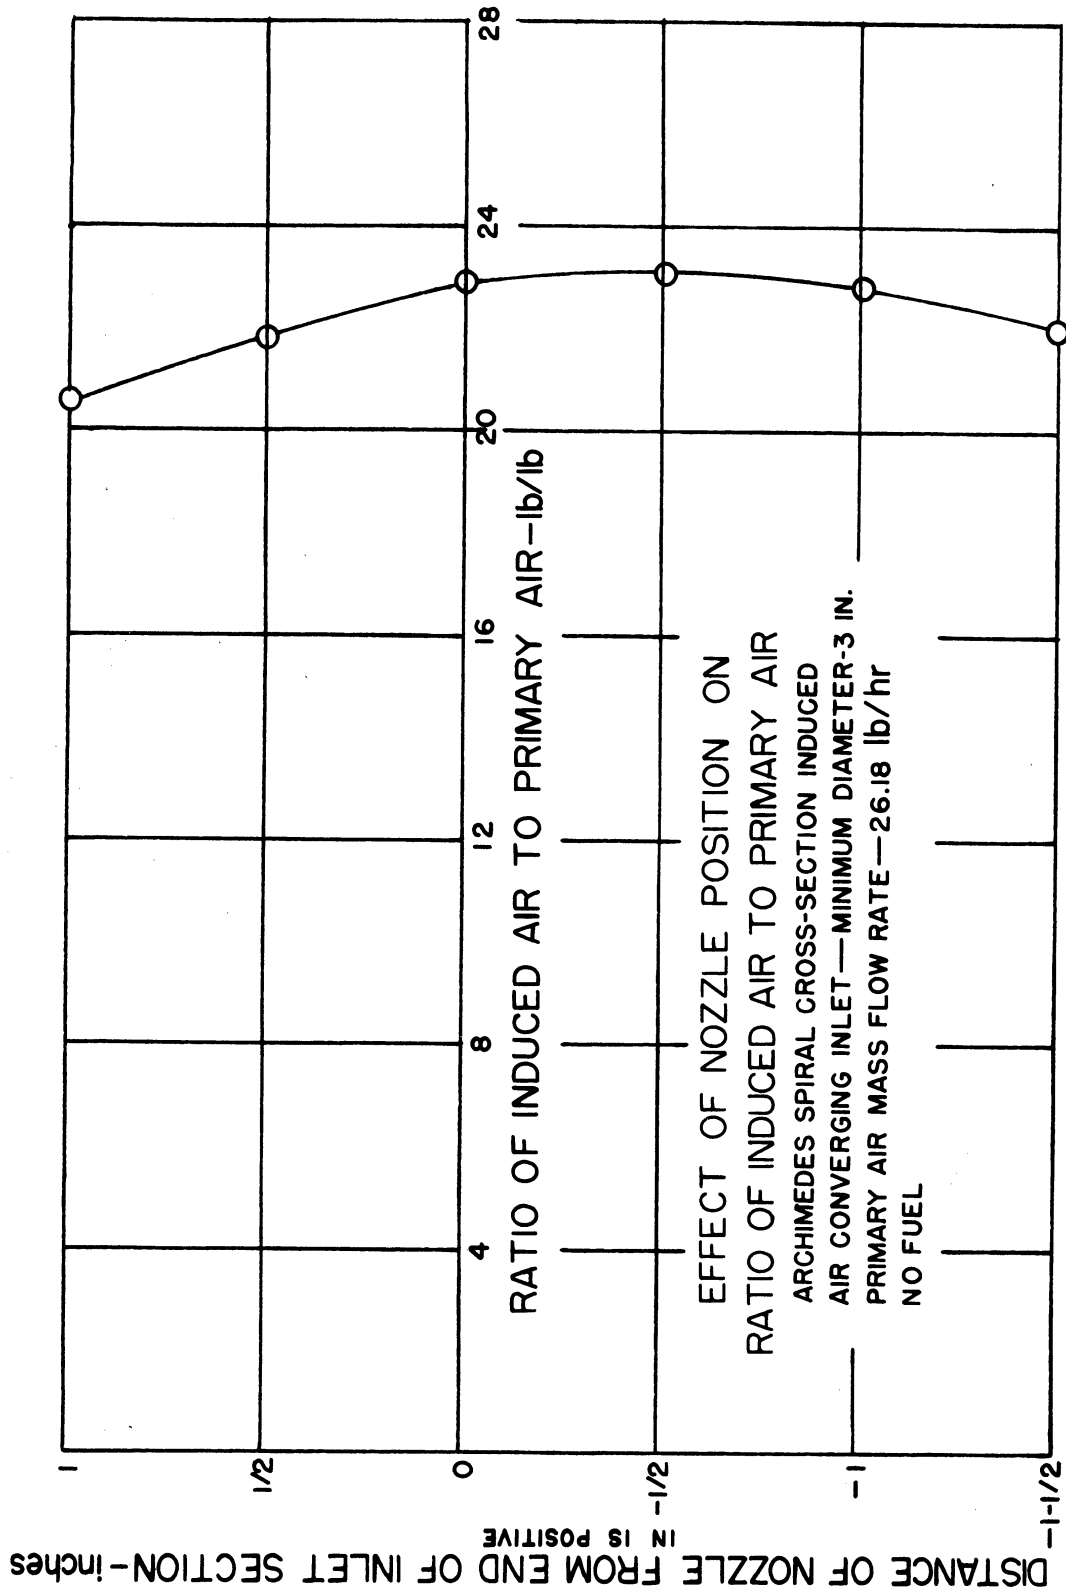 28
24
20
16
12
8
4
RATIO OF INDUCED AIR TO PRIMARY AIR—lb/lb
EFFECT OF NOZZLE POSITION ON
RATIO OF INDUCED AIR TO PRIMARY AIR
ARCHIMEDES SPIRAL CROSS-SECTION INDUCED
AIR CONVERGING INLET—MINIMUM DIAMETER-3 IN.
PRIMARY AIR MASS FLOW RATE—26.18 lb/hr
NO FUEL
1
1/2
0
-1/2
-1
-1-1/2
IN IS POSITIVE
DISTANCE OF NOZZLE FROM END OF INLET SECTION-inches